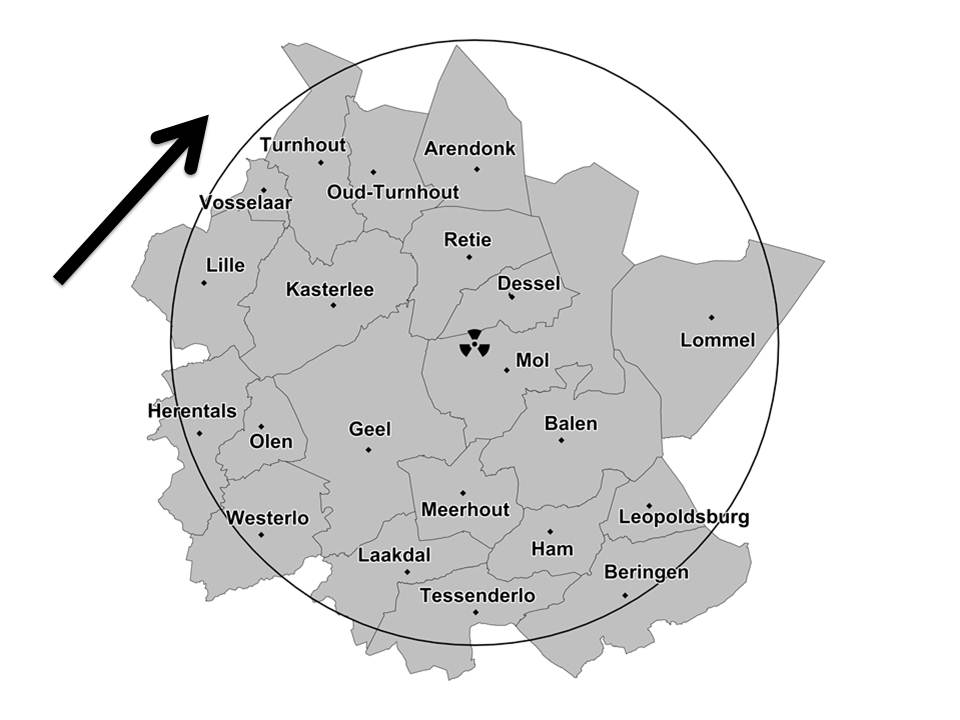 Turnhout
Arendonk
Oud-Turnhout
Vosselaar
Retie
Lille
Dessel
Kasterlee
Lommel
Mol
Herentals
Balen
Geel
Olen
Meerhout
Westerlo
Leopoldsburg
Ham
Laakdal
Beringen
Tessenderlo